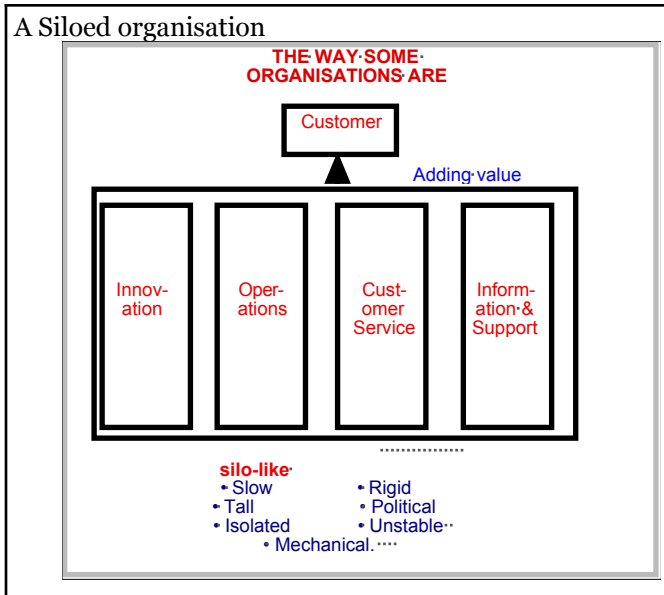 A Siloed organisation
THE WAY SOME
ORGANISATIONS ARE
Customer
Adding value
Innov-
ation
Oper-
ations
Cust-
omer
Service
Inform-
ation &
Support
silo-like
• Slow
• Rigid
• Tall
• Political
• Isolated
• Unstable
• Mechanical.